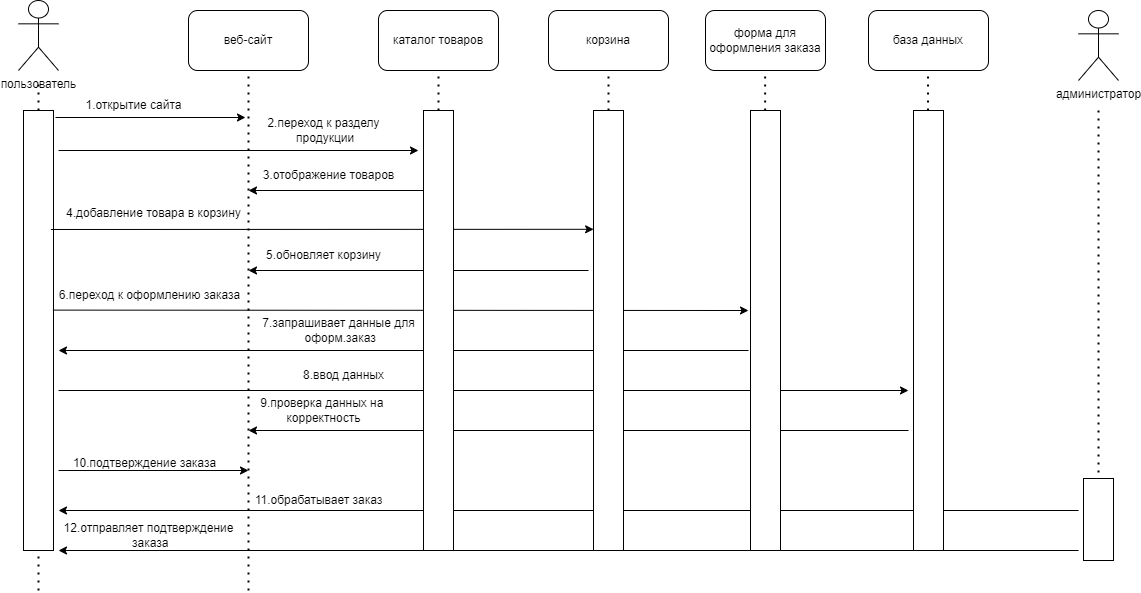 пользователь
веб-сайт
каталог товаров
корзина
форма для
оформления заказа
база данных
администратор
1.открытие сайта
2.переход к разделу
продукции
3.отображение товаров
4.добавление товара в корзину
5.обновляет корзину
6.переход к оформлению заказа
7.запрашивает данные для
оформ.заказ
8.ввод данных
9.проверка данных на
корректность
10.подтверждение заказа
11.обрабатывает заказ
12.отправляет подтверждение
заказа